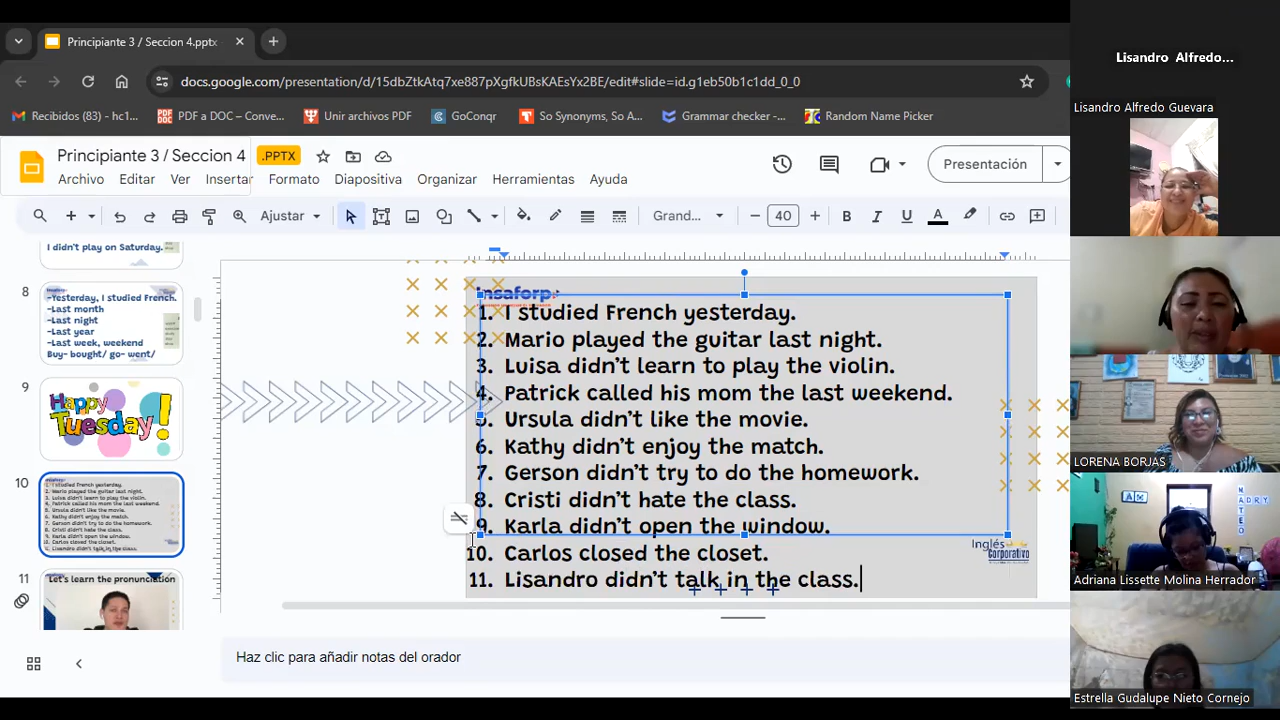 Principiante 3 / Seccion 4.pptx
docs.google.com/presentation/d/15dbZtkAtq7xe887pXgfkUBsKAEsYx2BE/edit#slide=id.g1eb50b1c1dd_0_0
Recibidos (83) - hc1...
PDF a DOC – Conve...
Unir archivos PDF
GoConqr
So Synonyms, So A...
Grammar checker -...
Random Name Picker
Principiante 3 / Seccion 4
.PPTX
Presentación
Archivo Editar Ver Insertar Formato Diapositiva Organizar Herramientas Ayuda
Ajustar
Grand...
40
I didn't play on Saturday.
8
-Yesterday, I studied French.
-Last month
-Last night
-Last year
-Last week, weekend
Buy- bought/ go- went/
9
Happy
Tuesday!
10
11
Let's learn the pronunciation
insaforp
1. I studied French yesterday.
2. Mario played the guitar last night.
3. Luisa didn't learn to play the violin.
4. Patrick called his mom the last weekend.
5. Ursula didn't like the movie.
6. Kathy didn't enjoy the match.
7. Gerson didn't try to do the homework.
8. Cristi didn't hate the class.
9. Karla didn't open the window.
10. Carlos closed the closet.
11. Lisandro didn't talk in the class.
Inglés
Corporativo
Haz clic para añadir notas del orador
Lisandro Alfredo...
Lisandro Alfredo Guevara
LORENA BORJAS
Adriana Lissette Molina Herrador
Estrella Gudalupe Nieto Cornejo